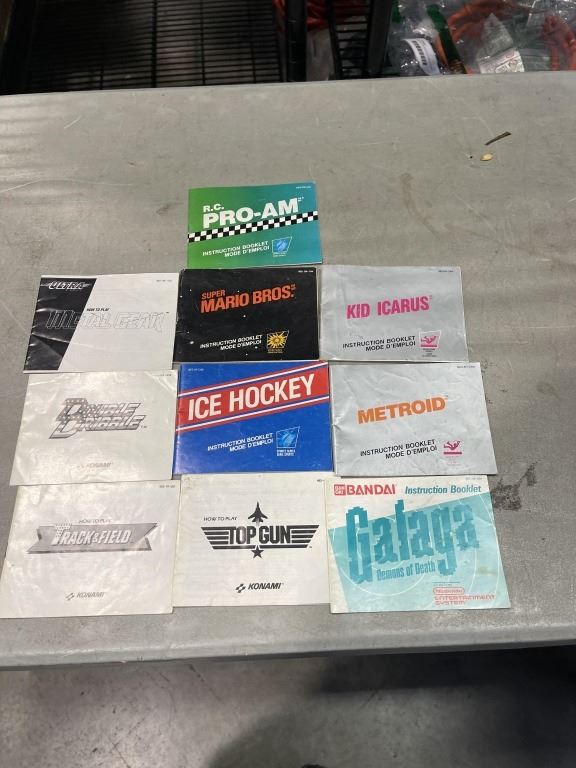 R.C.
PRO-AM
INSTRUCTION BOOKLET
MODE D'EMPLOI
ULTRA
HOW TO PLAY
METAL GEAR
SUPER
MARIO BROS.
INSTRUCTION BOOKLET
MODE D'EMPLOI
KID ICARUS
INSTRUCTION BOOKLET
MODE D'EMPLOI
DOUBLE
DRIBBLE
KONAMI
ICE HOCKEY
INSTRUCTION BOOKLET
MODE D'EMPLOI
METROID
INSTRUCTION BOOKLET
MODE D'EMPLOI
HOW TO PLAY
TRACK & FIELD
KONAMI
HOW TO PLAY
TOP GUN
KONAMI
BAN
DAI
BANDAI Instruction Booklet
Galaga
Demons of Death
Nintendo
ENTERTAINMENT
SYSTEM